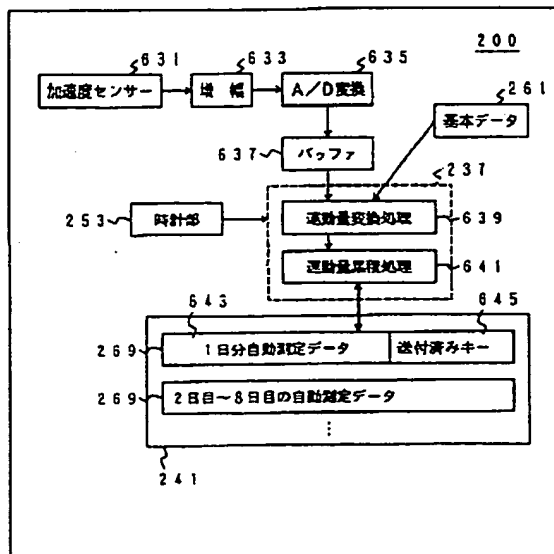 200
631 633 635
加速度センサー 増幅 A/D変換
261
基本データ
637 バッファ
237
253 時計部 運動量変換処理 639
運動量累積処理 641
643 645
269 1日分自動測定データ 送付済みキー
269 2日目~8日目の自動測定データ
⋮
241